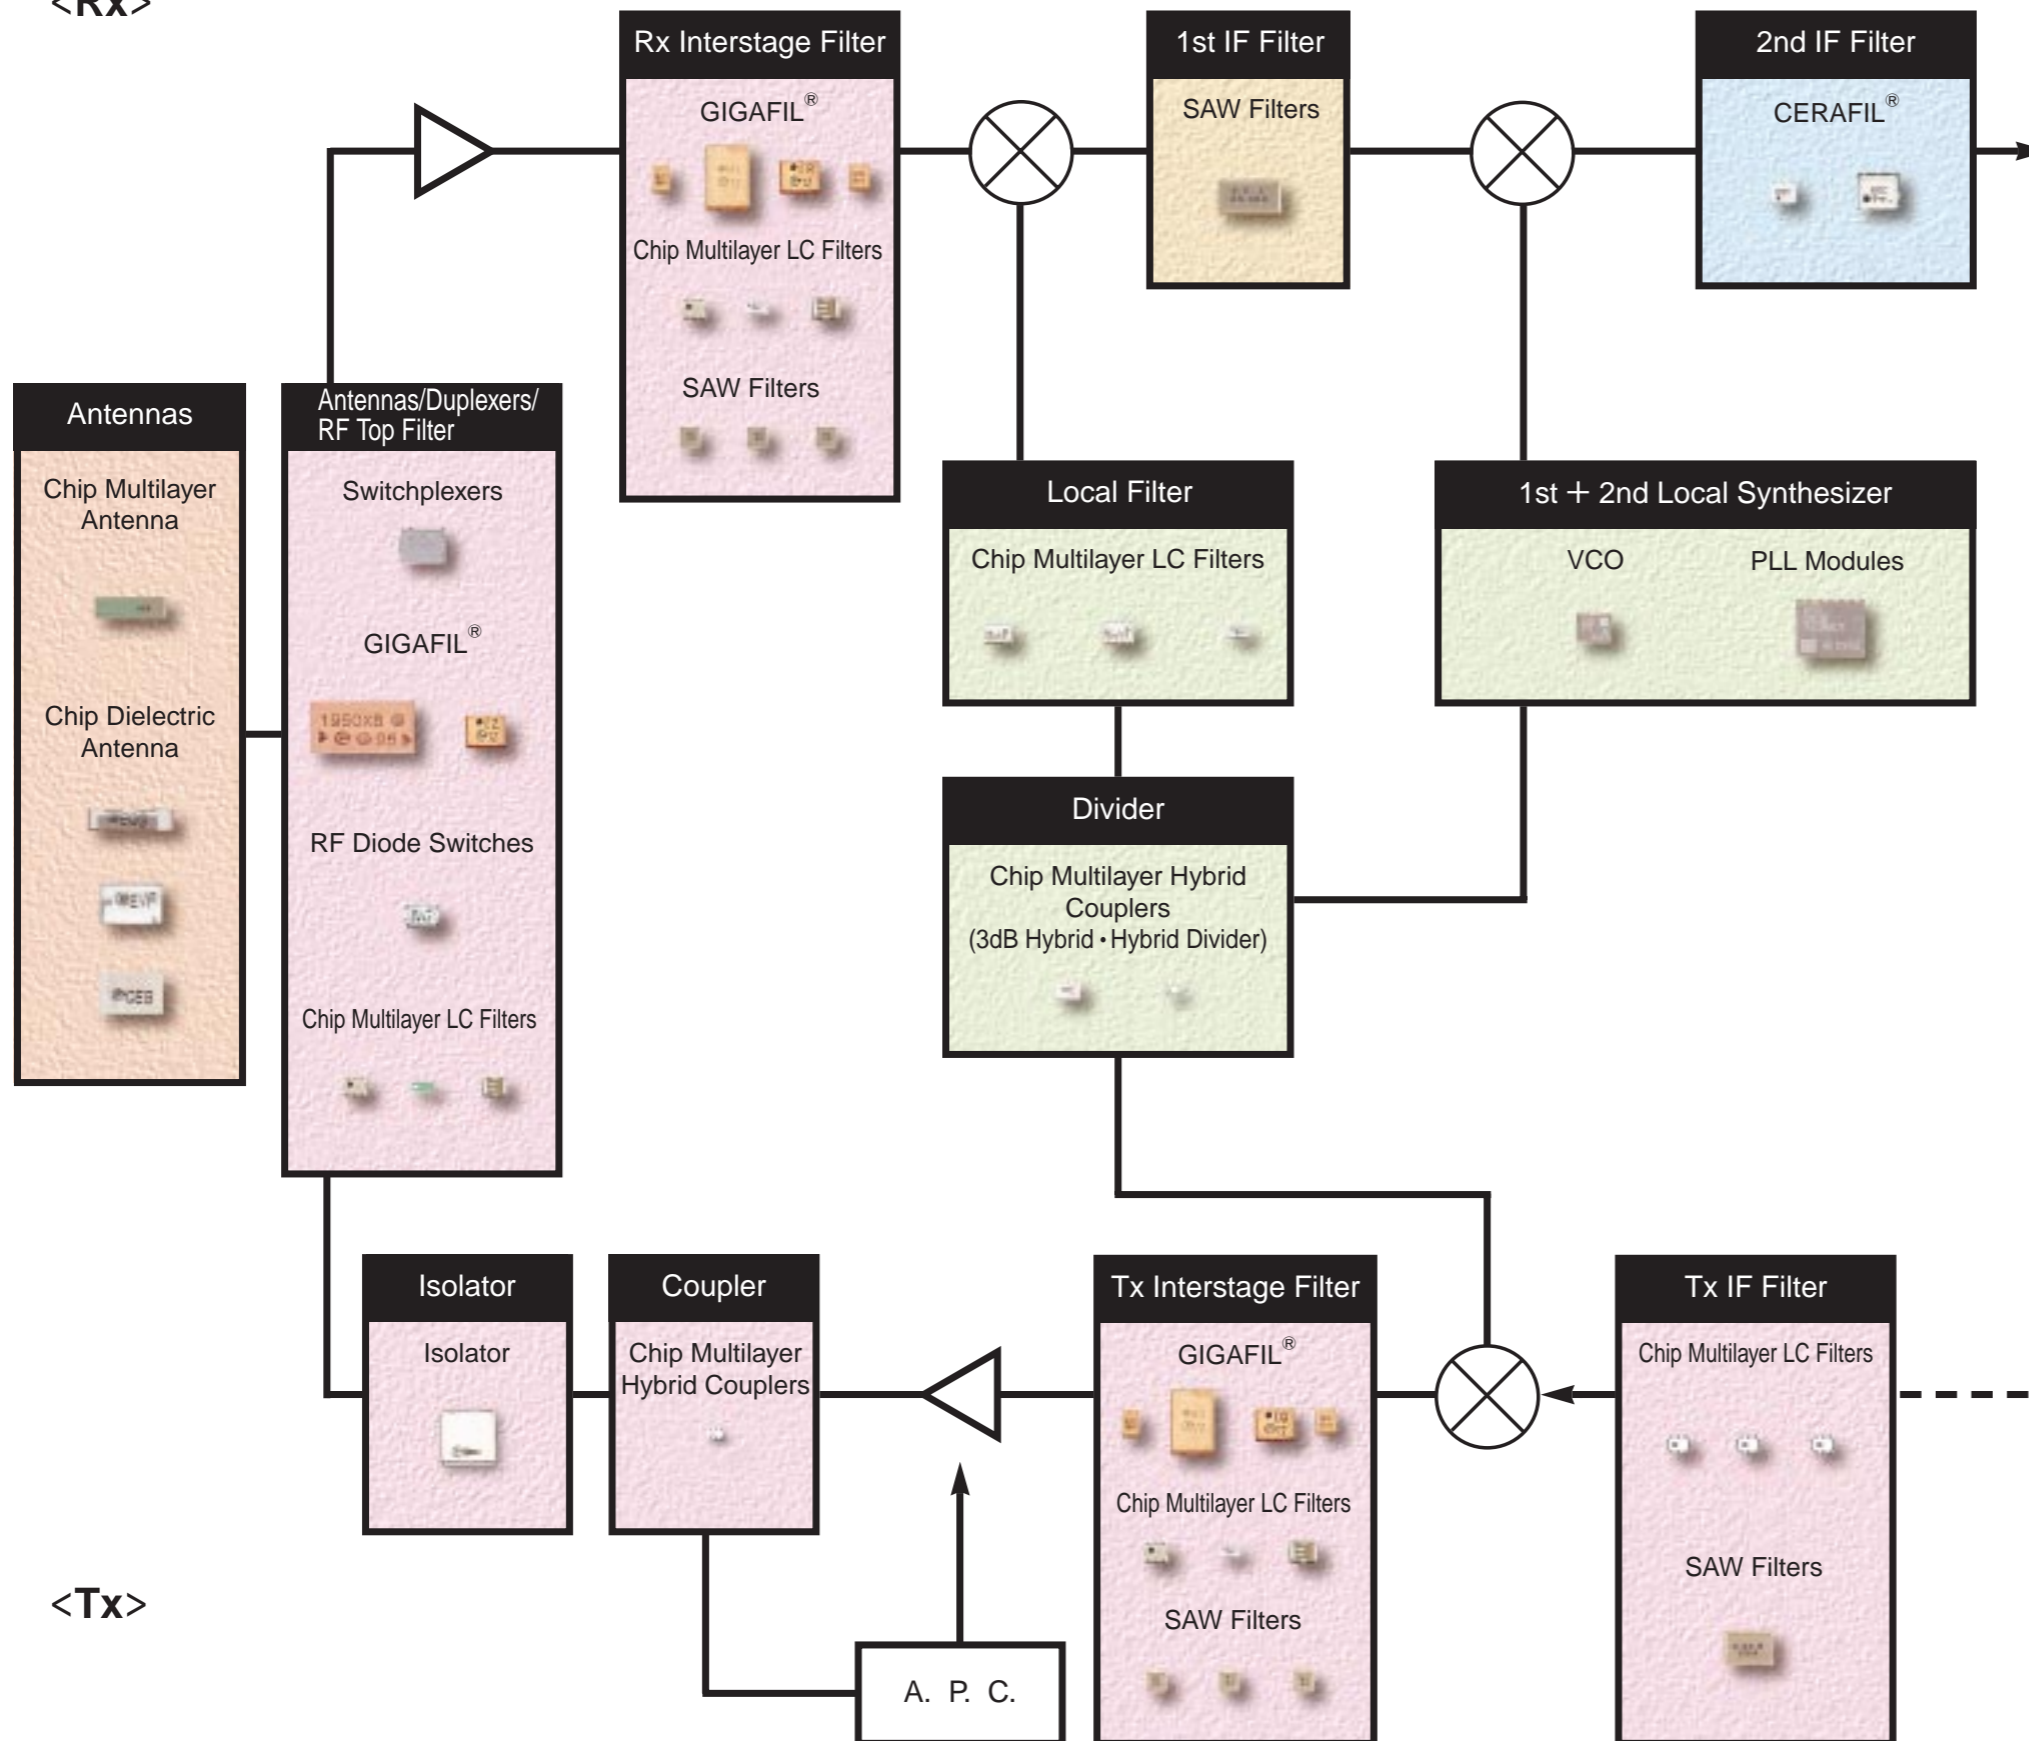 <Rx>
Rx Interstage Filter
GIGAFIL®
Chip Multilayer LC Filters
SAW Filters
1st IF Filter
SAW Filters
2nd IF Filter
CERAFIL®
Antennas
Chip Multilayer
Antenna
Chip Dielectric
Antenna
Antennas/Duplexers/
RF Top Filter
Switchplexers
GIGAFIL®
RF Diode Switches
Chip Multilayer LC Filters
Local Filter
Chip Multilayer LC Filters
1st + 2nd Local Synthesizer
VCO
PLL Modules
Divider
Chip Multilayer Hybrid
Couplers
(3dB Hybrid・Hybrid Divider)
Isolator
Isolator
Coupler
Chip Multilayer
Hybrid Couplers
Tx Interstage Filter
GIGAFIL®
Chip Multilayer LC Filters
SAW Filters
Tx IF Filter
Chip Multilayer LC Filters
SAW Filters
<Tx>
A. P. C.